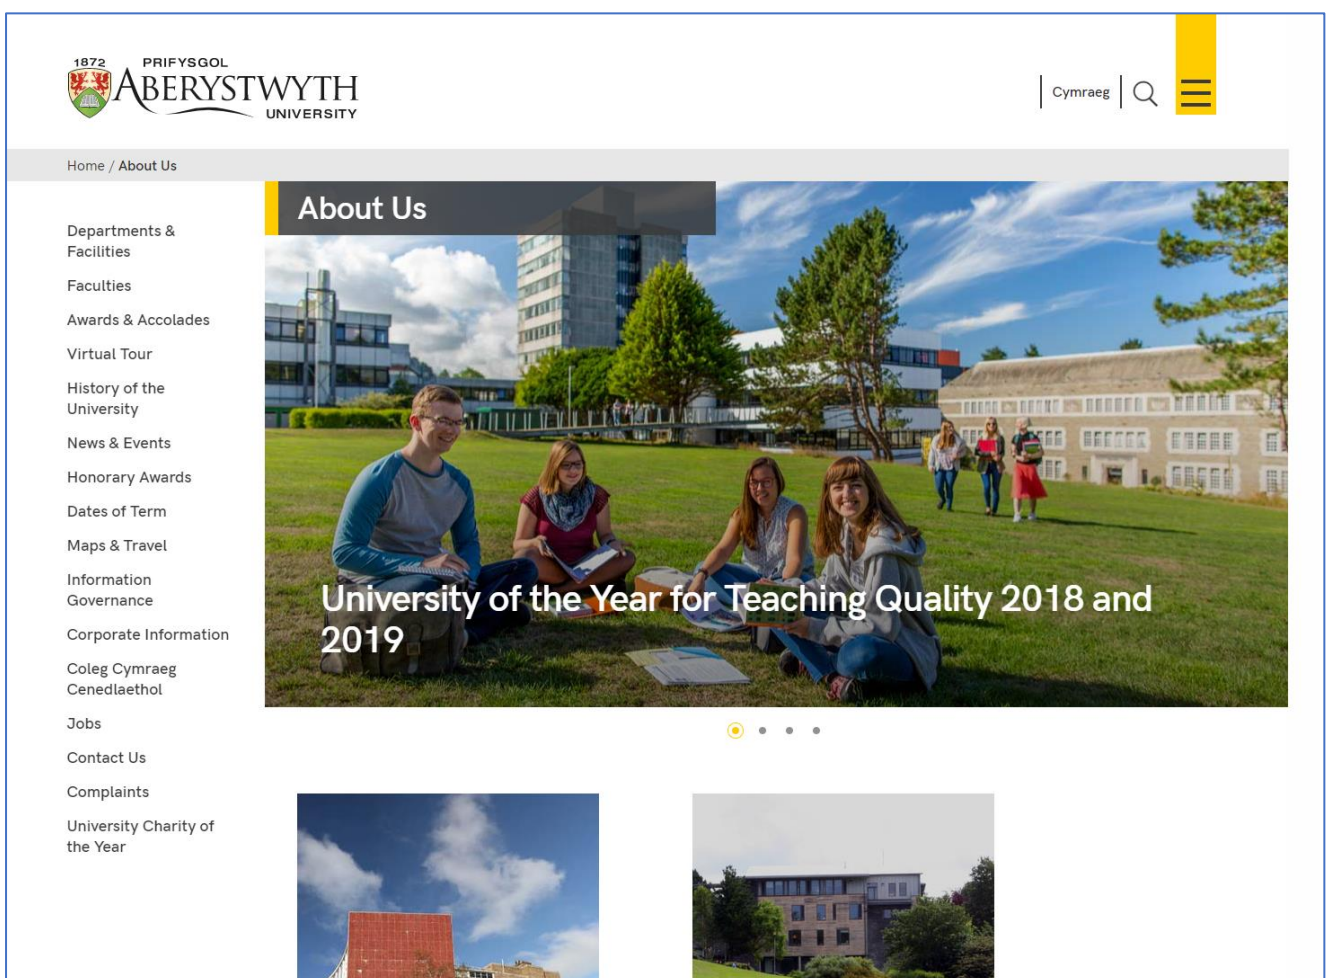 1872 PRIFYSGOL
ABERYSTWYTH
UNIVERSITY
Cymraeg
Home / About Us
About Us
Departments &
Facilities
Faculties
Awards & Accolades
Virtual Tour
History of the
University
News & Events
Honorary Awards
Dates of Term
Maps & Travel
Information
Governance
Corporate Information
Coleg Cymraeg
Cenedlaethol
Jobs
Contact Us
Complaints
University Charity of
the Year
University of the Year for Teaching Quality 2018 and
2019